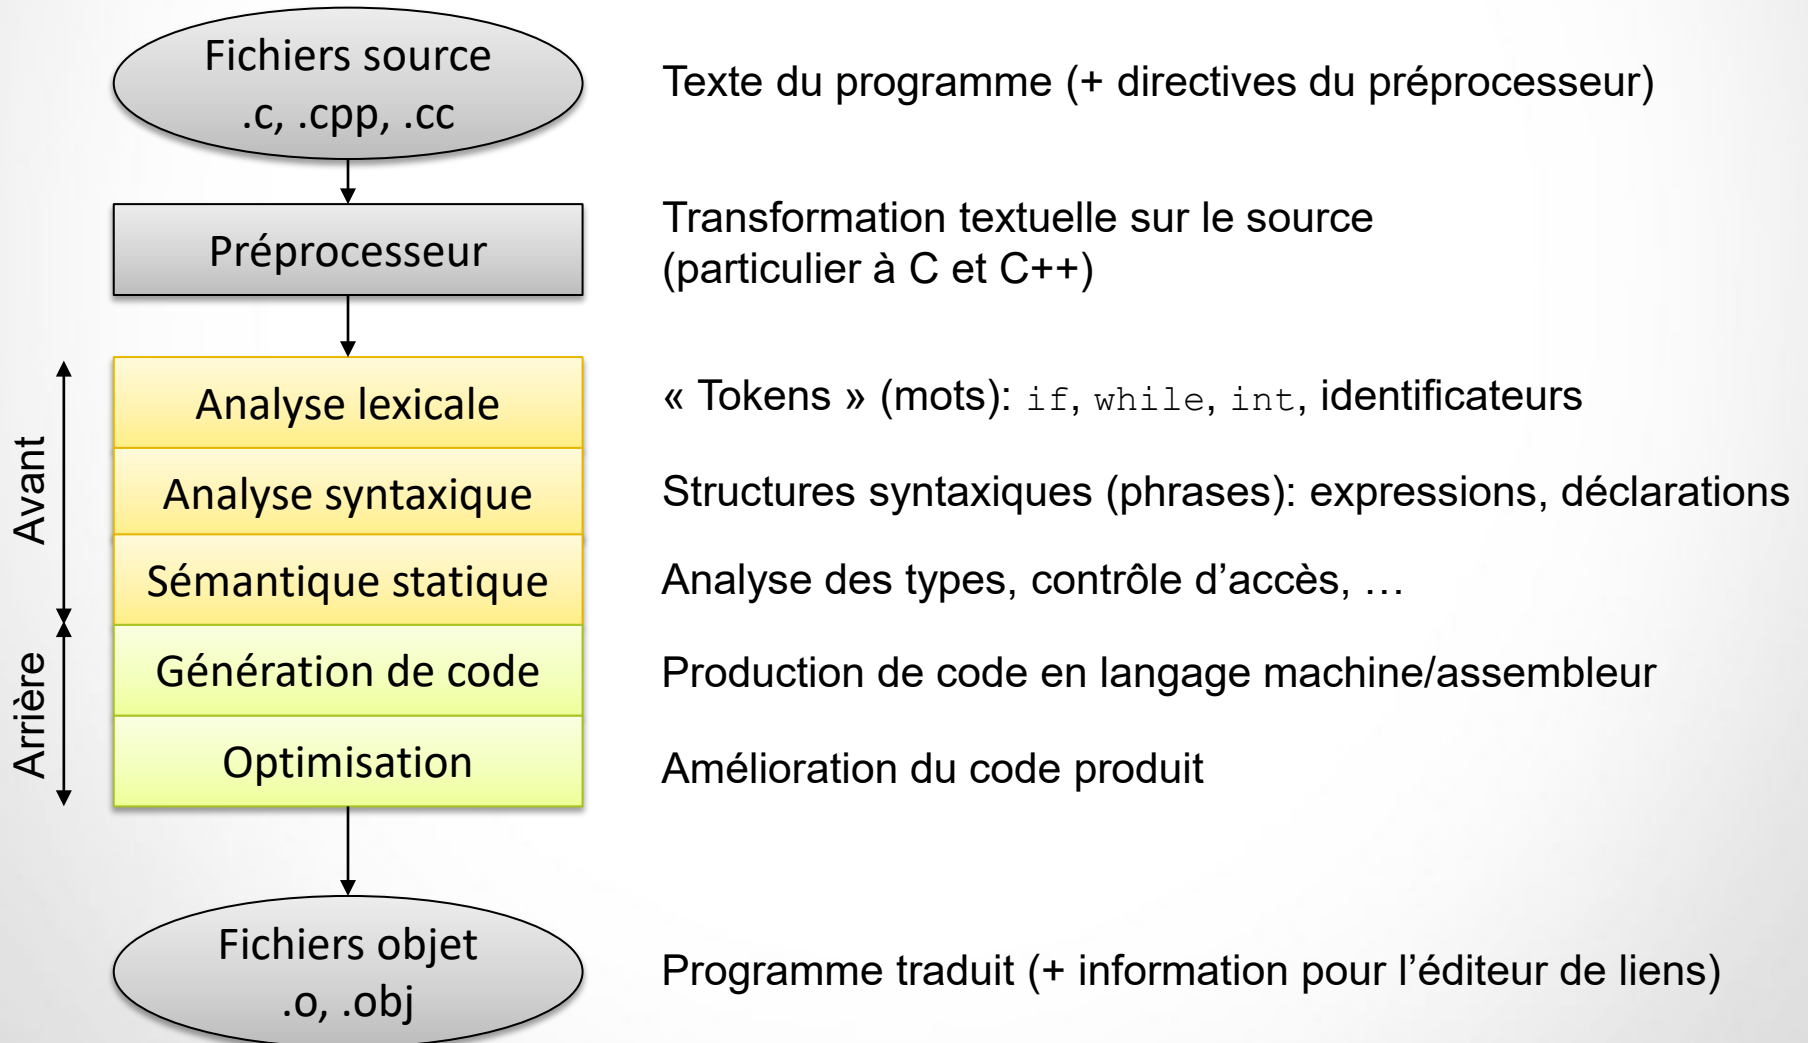 Fichiers source
.c, .cpp, .cc
Texte du programme (+ directives du préprocesseur)
Préprocesseur
Transformation textuelle sur le source
(particulier à C et C++)
Avant
Analyse lexicale
« Tokens » (mots): if, while, int, identificateurs
Analyse syntaxique
Structures syntaxiques (phrases): expressions, déclarations
Sémantique statique
Analyse des types, contrôle d’accès, …
Arrière
Génération de code
Production de code en langage machine/assembleur
Optimisation
Amélioration du code produit
Fichiers objet
.o, .obj
Programme traduit (+ information pour l’éditeur de liens)